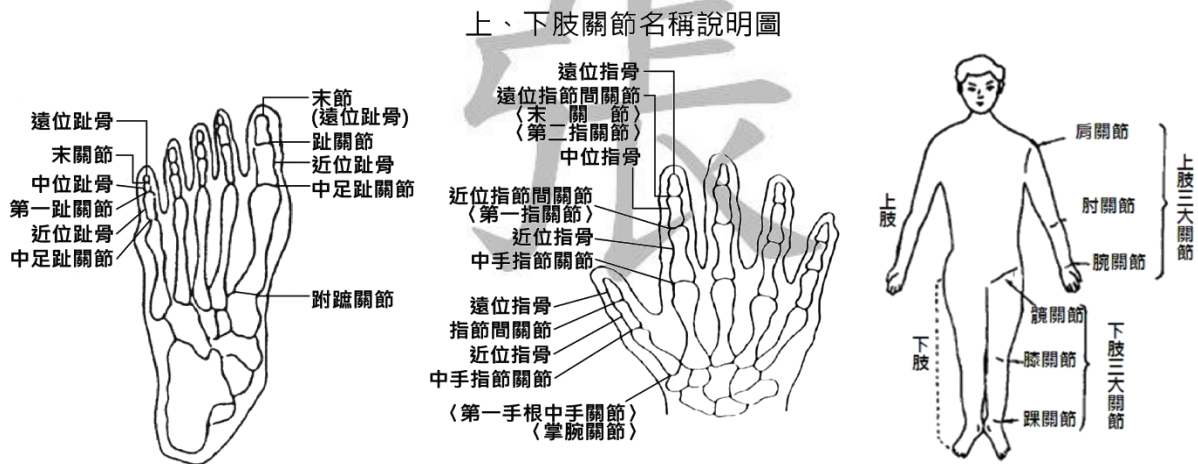 上、下肢關節名稱說明圖
張
遠位趾骨
末關節
中位趾骨
第一趾關節
近位趾骨
中足趾關節
末節
(遠位趾骨)
趾關節
近位趾骨
中足趾關節
跗蹠關節
遠位指骨
遠位指節間關節
〈末關節〉
〈第二指關節〉
中位指骨
近位指節間關節
〈第一指關節〉
近位指骨
中手指節關節
遠位指骨
指節間關節
近位指骨
中手指節關節
〈第一手根中手關節〉
〈掌腕關節〉
上肢
下肢
肩關節
肘關節
腕關節
上肢三大關節
髖關節
膝關節
踝關節
下肢三大關節